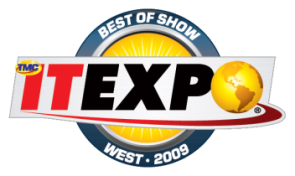 BEST OF SHOW
TMC
ITEXPO
®
WEST • 2009